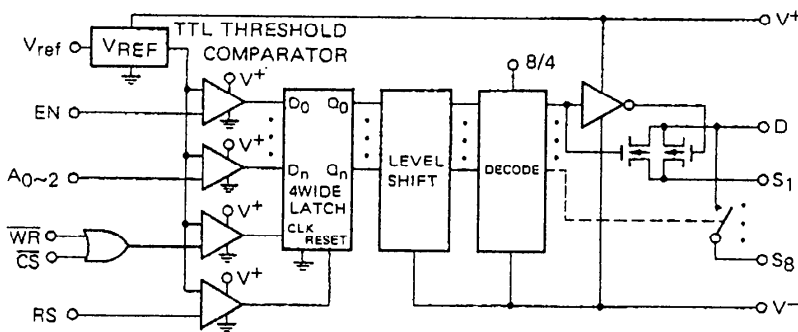 V+
TTL THRESHOLD
COMPARATOR
Vref
VREF
8/4
V+
EN
D0
Q0
V+
A0~2
Dn
Qn
LEVEL
SHIFT
DECODE
D
S1
4WIDE
LATCH
WR
CS
V+
CLK
RESET
S8
V+
RS
V−